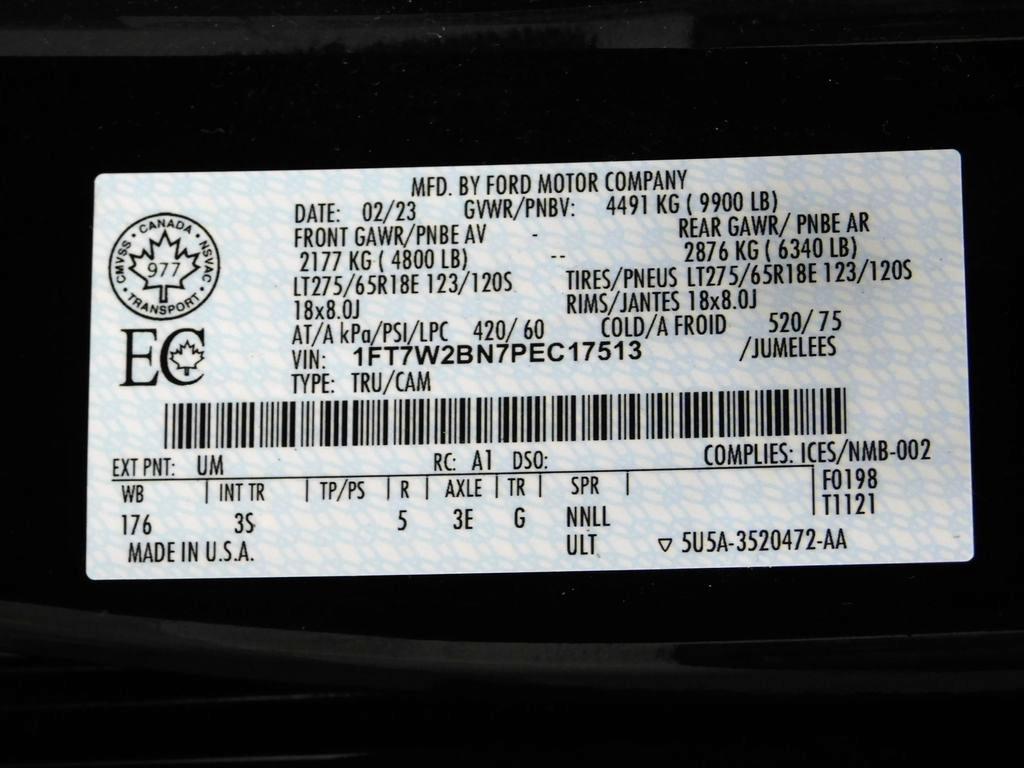 MFD. BY FORD MOTOR COMPANY
DATE: 02/23 GVWR/PNBV: 4491 KG ( 9900 LB)
FRONT GAWR/PNBE AV - REAR GAWR/ PNBE AR
2177 KG ( 4800 LB) -- 2876 KG ( 6340 LB)
LT275/65R18E 123/120S TIRES/PNEUS LT275/65R18E 123/120S
18x8.0J RIMS/JANTES 18x8.0J
AT/A kPa/PSI/LPC 420/ 60 COLD/A FROID 520/ 75
VIN: 1FT7W2BN7PEC17513 /JUMELEES
TYPE: TRU/CAM
CMVSS · CANADA · NSVAC
977
· TRANSPORT ·
EC
EXT PNT: UM RC: A1 DSO: COMPLIES: ICES/NMB-002
WB | INT TR | TP/PS | R | AXLE | TR | SPR | F0198
T1121
176 3S 5 3E G NNLL
MADE IN U.S.A. ULT ▽ 5U5A-3520472-AA